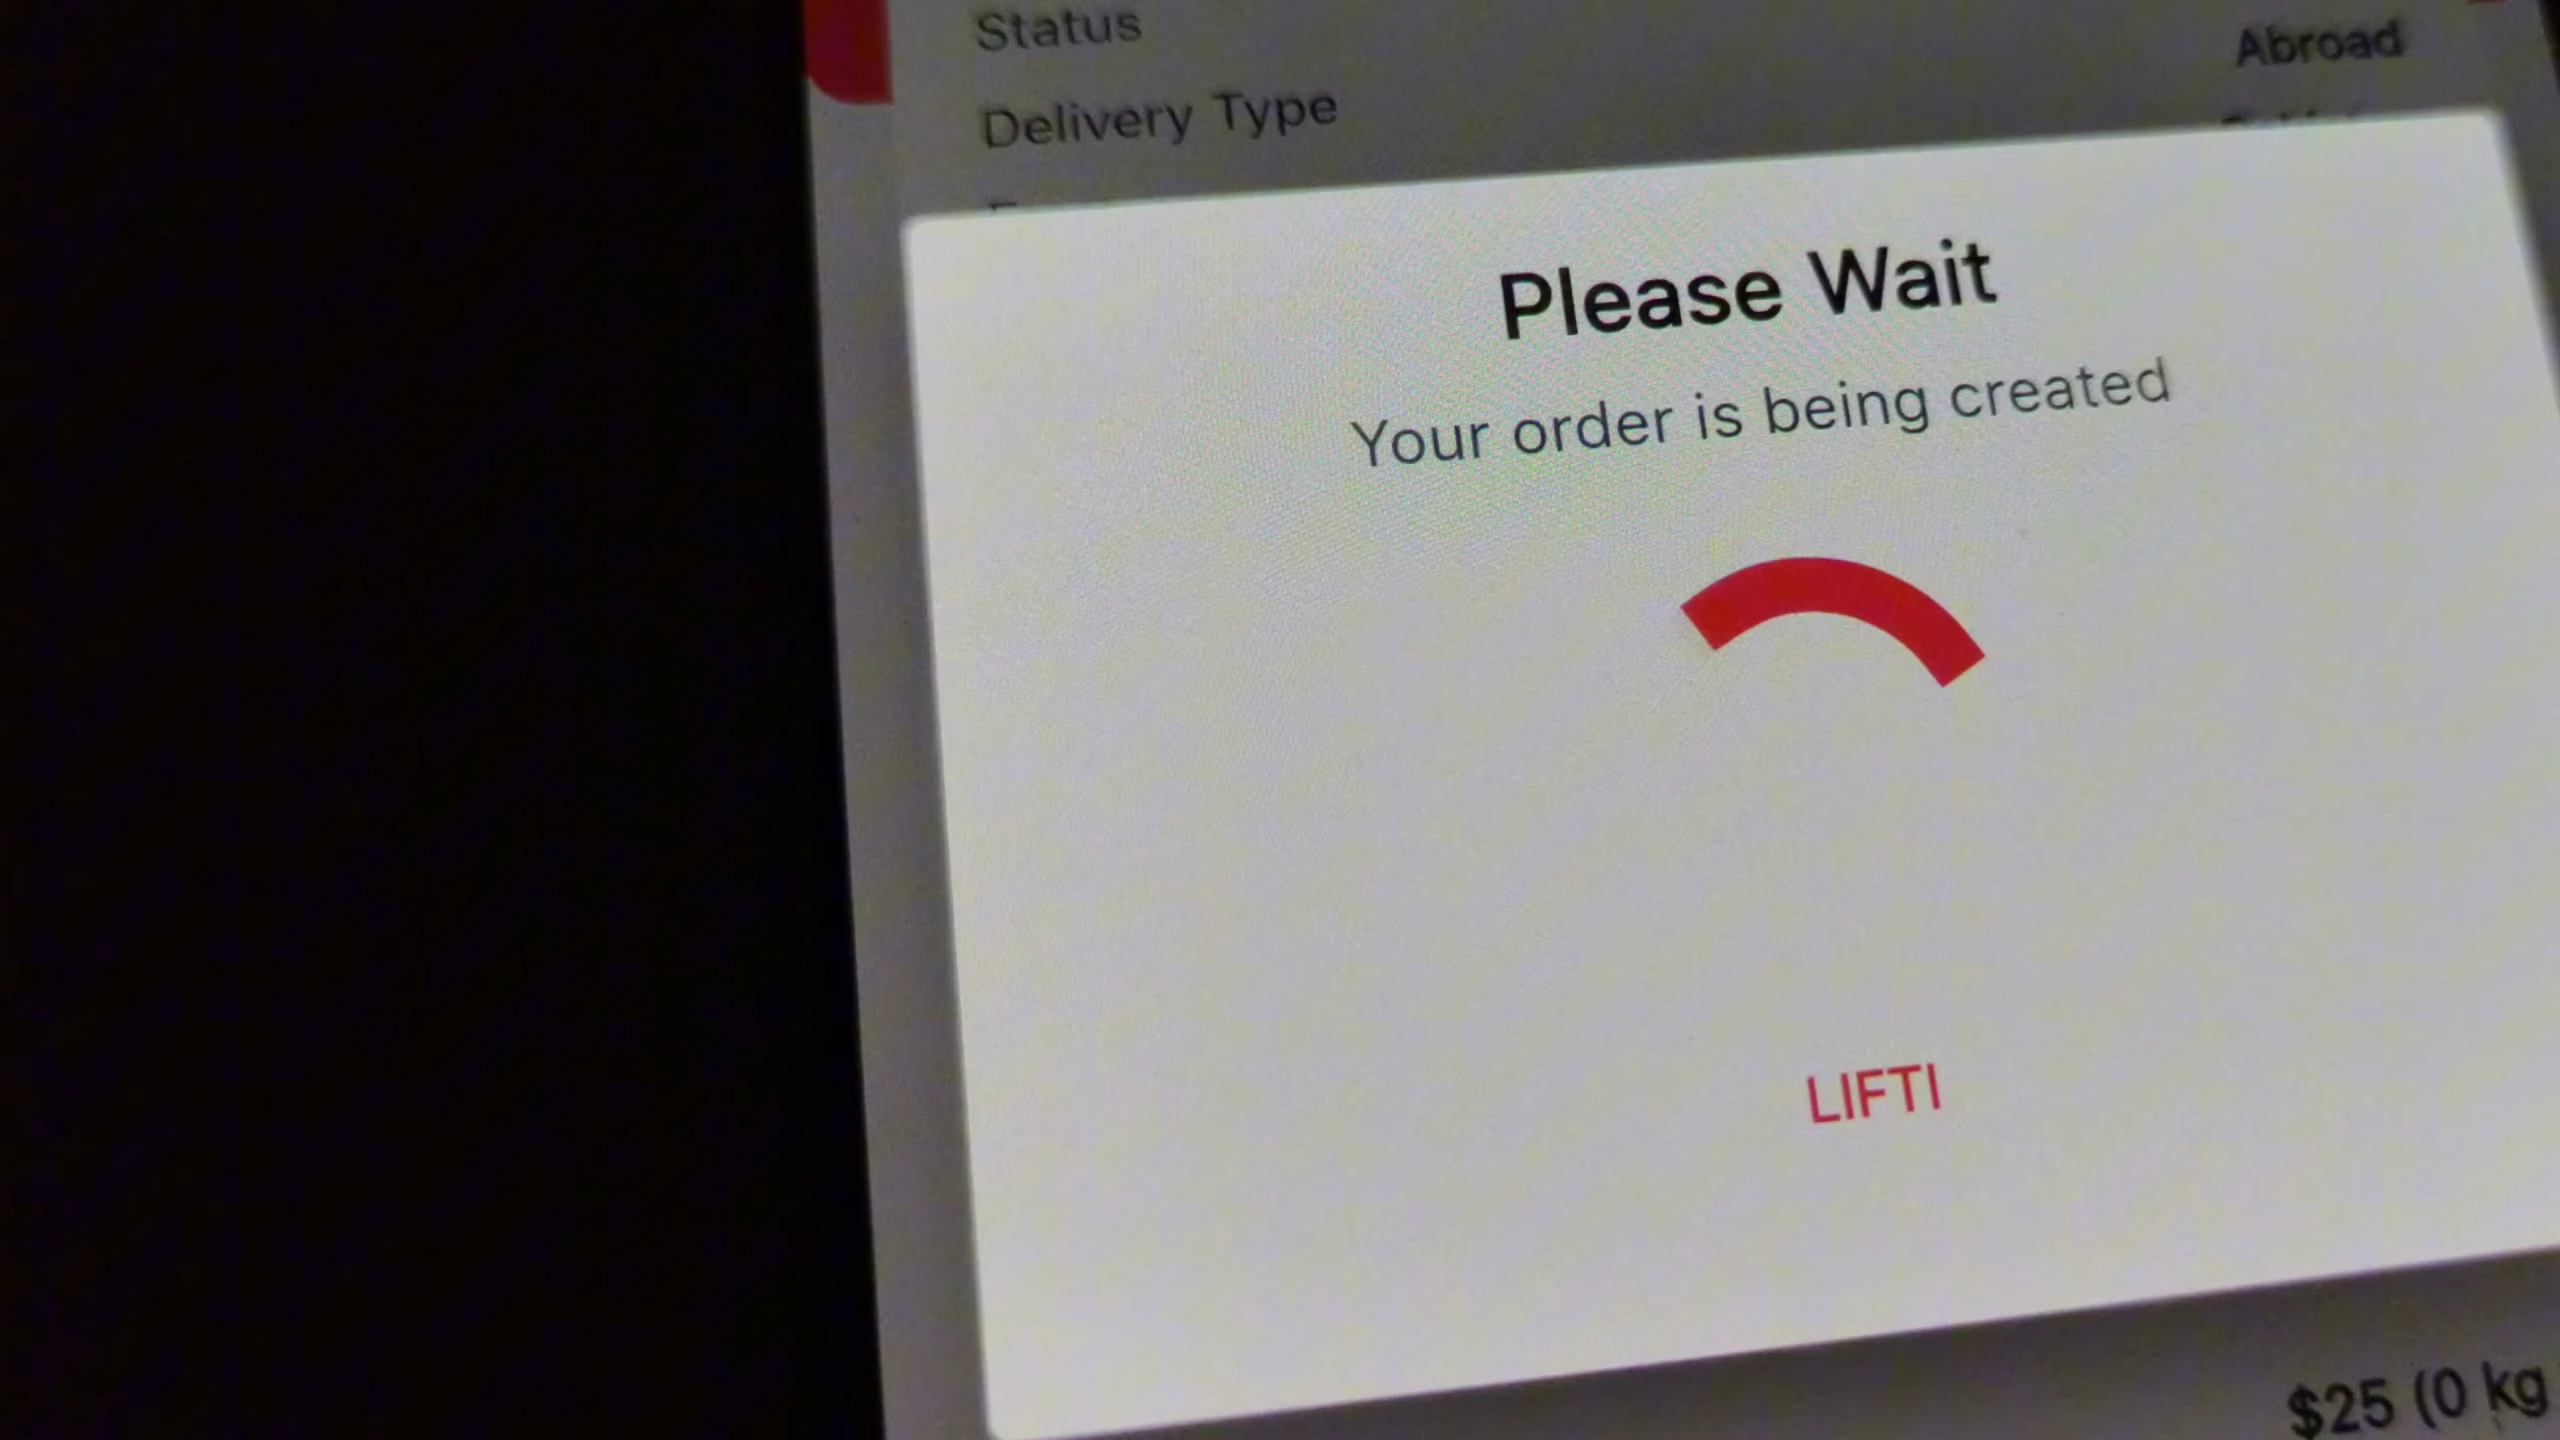 Status
Abroad
Delivery Type
Please Wait
Your order is being created
LIFTI
$25 (0 kg